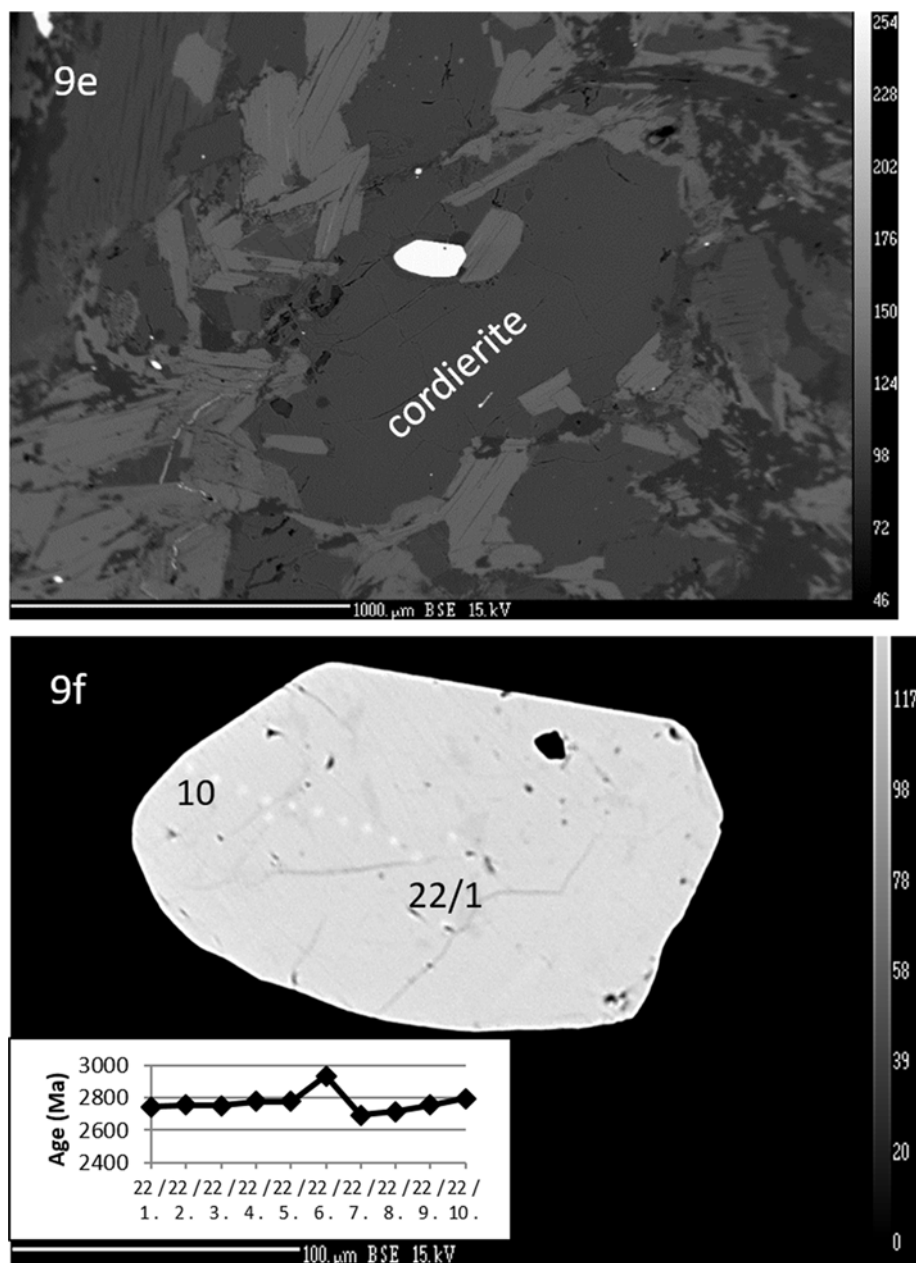 9e
cordierite
254
228
202
176
150
124
98
72
46
1000.µm BSE 15.kV
9f
10
22/1
117
98
78
58
39
20
0
Age (Ma)
3000
2800
2600
2400
22/ 22/ 22/ 22/ 22/ 22/ 22/ 22/ 22/ 22/
1. 2. 3. 4. 5. 6. 7. 8. 9. 10.
100.µm BSE 15.kV